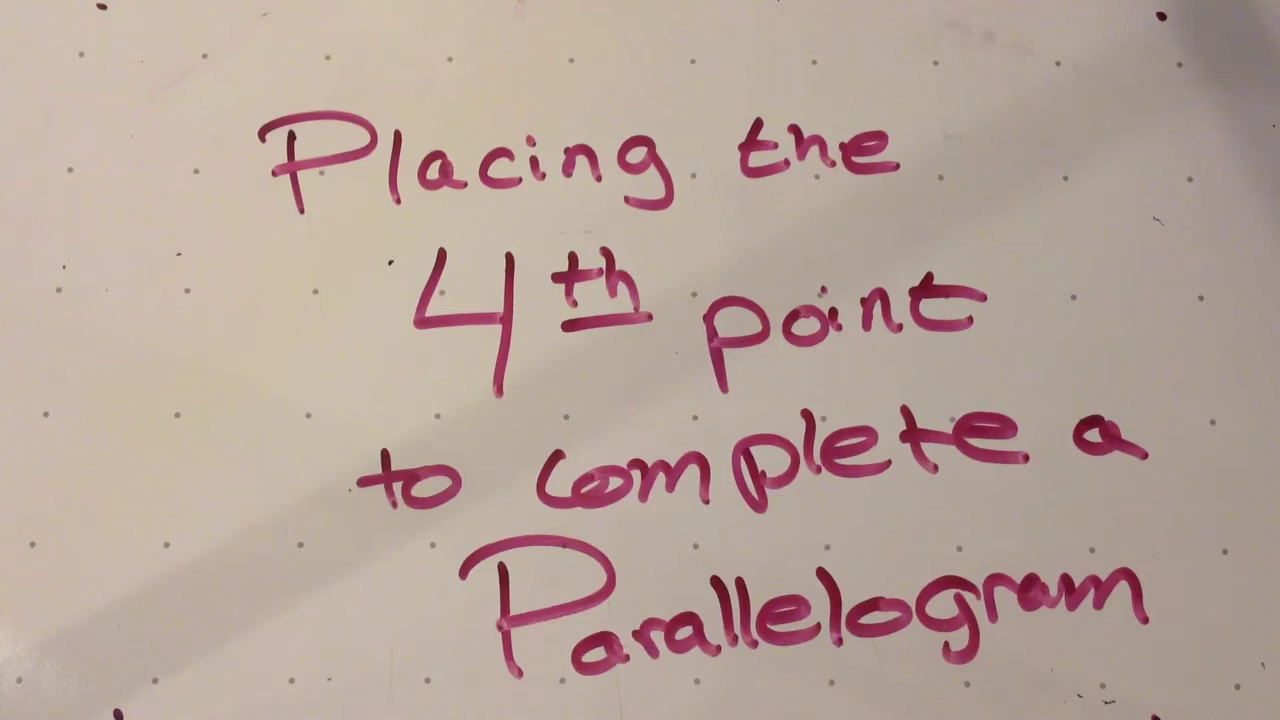 Placing the
4th point
to complete a
Parallelogram